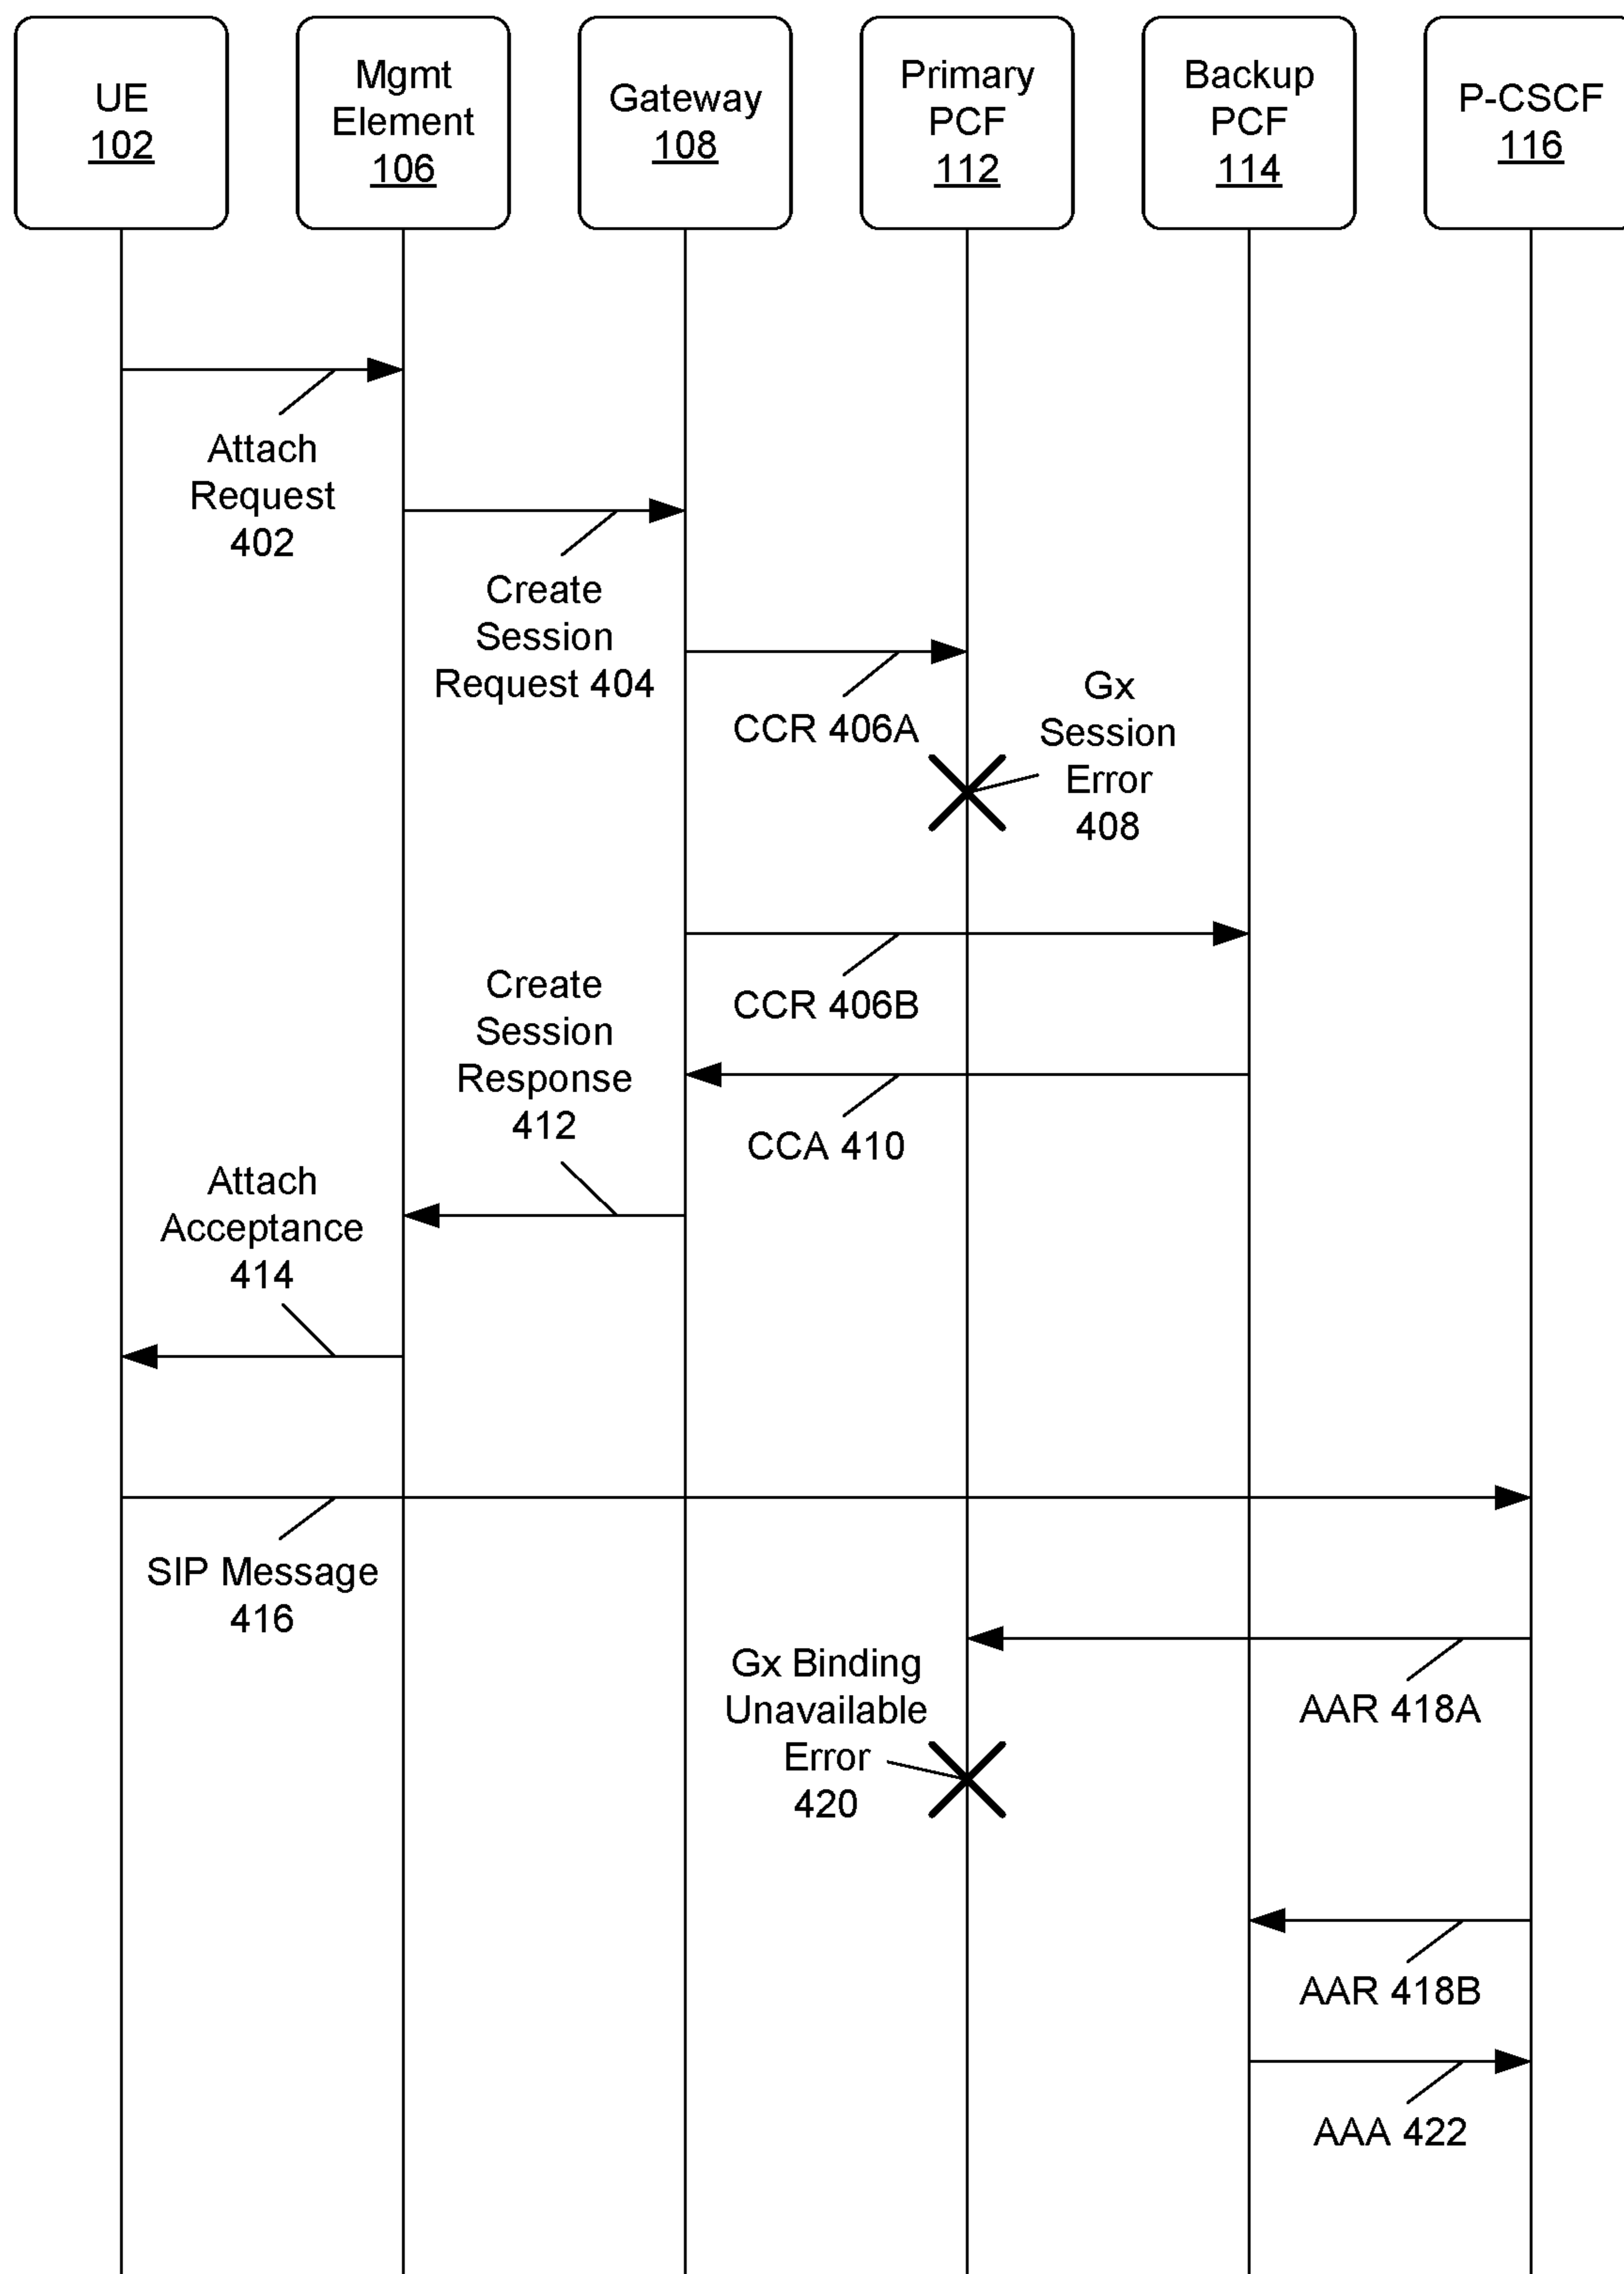 UE
102
Mgmt
Element
106
Gateway
108
Primary
PCF
112
Backup
PCF
114
P-CSCF
116
Attach
Request
402
Create
Session
Request 404
CCR 406A
Gx
Session
Error
408
CCR 406B
Create
Session
Response
412
CCA 410
Attach
Acceptance
414
SIP Message
416
Gx Binding
Unavailable
Error
420
AAR 418A
AAR 418B
AAA 422